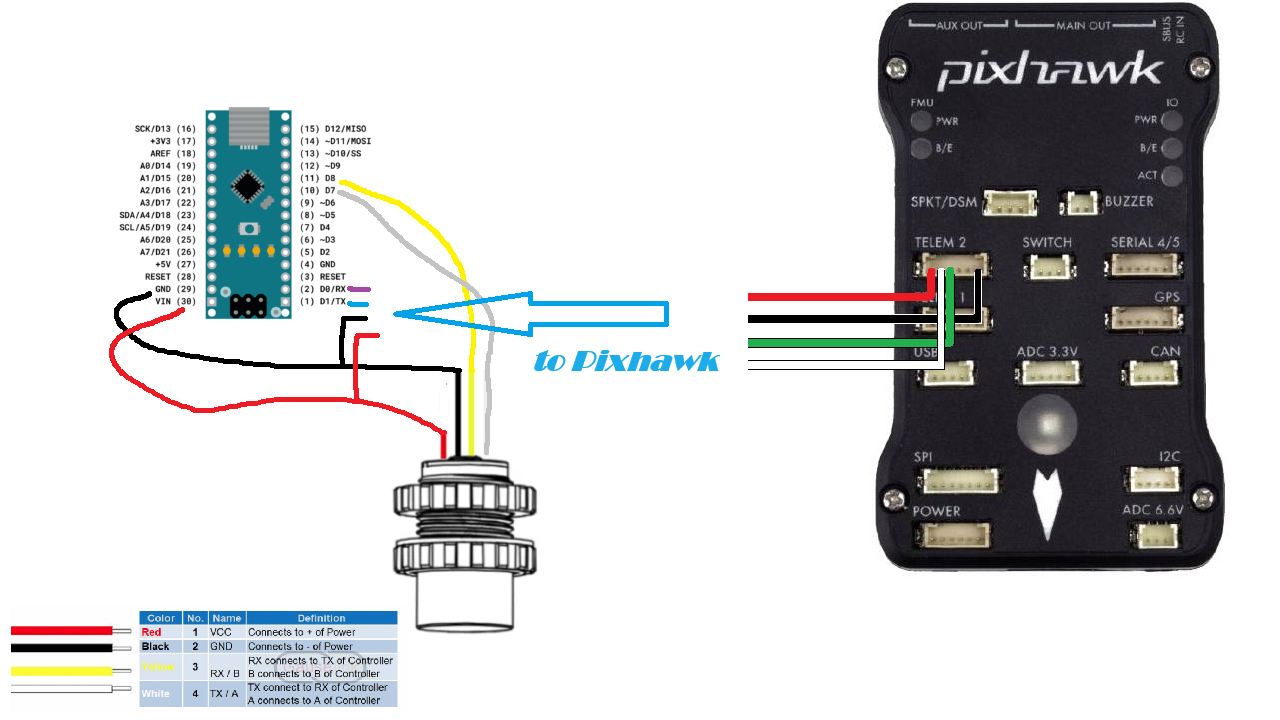 AUX OUT
MAIN OUT
SBUS
RC IN
pixhawk
FMU
IO
PWR
PWR
B/E
B/E
ACT
SPKT/DSM
BUZZER
TELEM 2
SWITCH
SERIAL 4/5
1
GPS
USB
ADC 3.3V
CAN
SPI
I2C
POWER
ADC 6.6V
SCK/D13 (16)
+3V3 (17)
AREF (18)
A0/D14 (19)
A1/D15 (20)
A2/D16 (21)
A3/D17 (22)
SDA/A4/D18 (23)
SCL/A5/D19 (24)
A6/D20 (25)
A7/D21 (26)
+5V (27)
RESET (28)
GND (29)
VIN (30)
(15) D12/MISO
(14) ~D11/MOSI
(13) ~D10/SS
(12) ~D9
(11) D8
(10) D7
(9) ~D6
(8) ~D5
(7) D4
(6) ~D3
(5) D2
(4) GND
(3) RESET
(2) D0/RX
(1) D1/TX
to Pixhawk
Color No. Name Definition
Red 1 VCC Connects to + of Power
Black 2 GND Connects to - of Power
Yellow 3 RX / B RX connects to TX of Controller
B connects to B of Controller
White 4 TX / A TX connect to RX of Controller
A connects to A of Controller